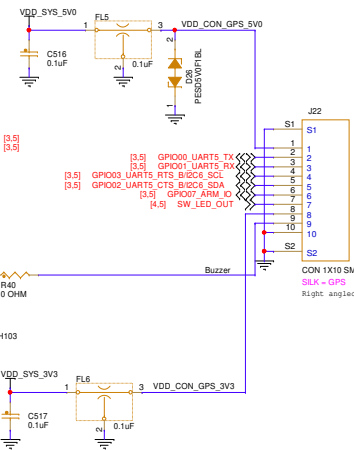 VDD_SYS_5V0
FL5
1
3
VDD_CON_GPS_5V0
2
C516
0.1uF
2
0.1uF
D26
PESD5V0F1BL
1
J22
S1
S1
1
1
2
2
3
3
4
4
5
5
6
6
7
7
8
8
9
9
10
10
S2
S2
[3,5]
[3,5]
[3,5] GPIO00_UART5_TX
[3,5] GPIO01_UART5_RX
[3,5] GPIO03_UART5_RTS_B/I2C6_SCL
[3,5] GPIO02_UART5_CTS_B/I2C6_SDA
[3,5] GPIO07_ARM_IO
[4,5] SW_LED_OUT
CON 1X10 SM
SILK = GPS
Right angled
Buzzer
R40
0 OHM
H103
VDD_SYS_3V3
FL6
1
3
VDD_CON_GPS_3V3
C517
0.1uF
2
0.1uF